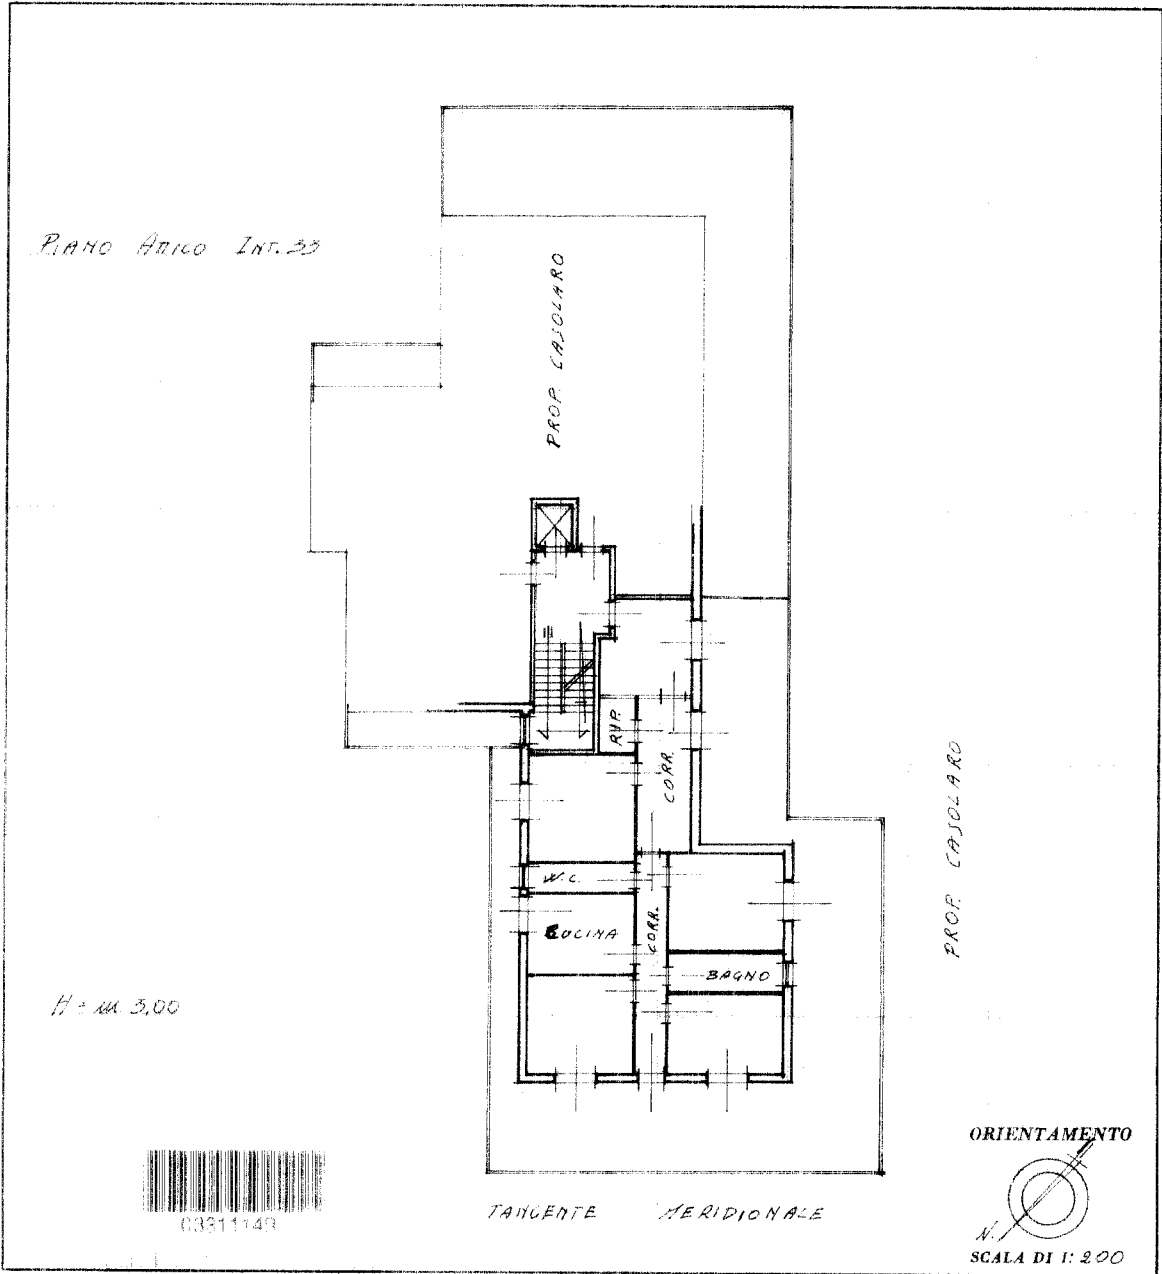 PIANO ATTICO INT. 33
PROP. CASOLARO
RIP.
CORR.
W.C.
CUCINA
CORR.
BAGNO
PROP. CASOLARO
H = m 3,00
ORIENTAMENTO
N.
SCALA DI 1: 200
TANGENTE MERIDIONALE
03311149